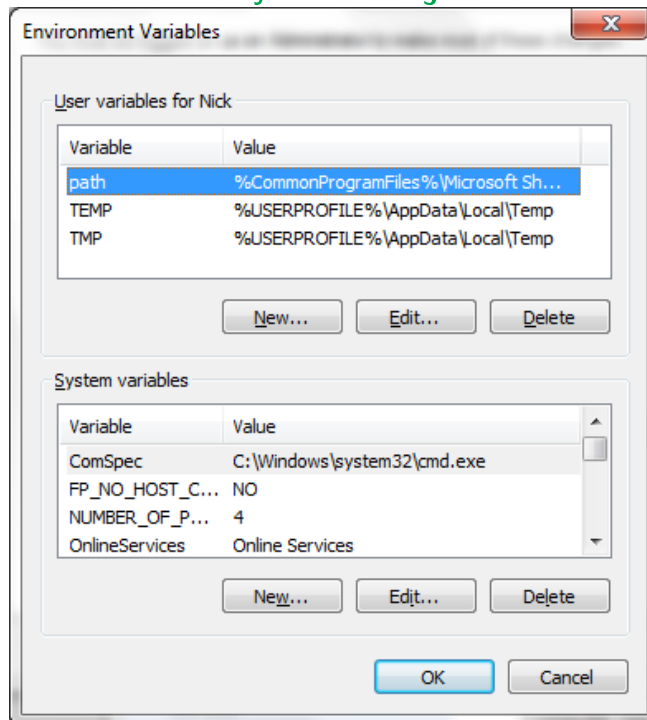 Environment Variables
User variables for Nick
Variable Value
path %CommonProgramFiles%\Microsoft Sh...
TEMP %USERPROFILE%\AppData\Local\Temp
TMP %USERPROFILE%\AppData\Local\Temp
New... Edit... Delete
System variables
Variable Value
ComSpec C:\Windows\system32\cmd.exe
FP_NO_HOST_C... NO
NUMBER_OF_P... 4
OnlineServices Online Services
New... Edit... Delete
OK Cancel